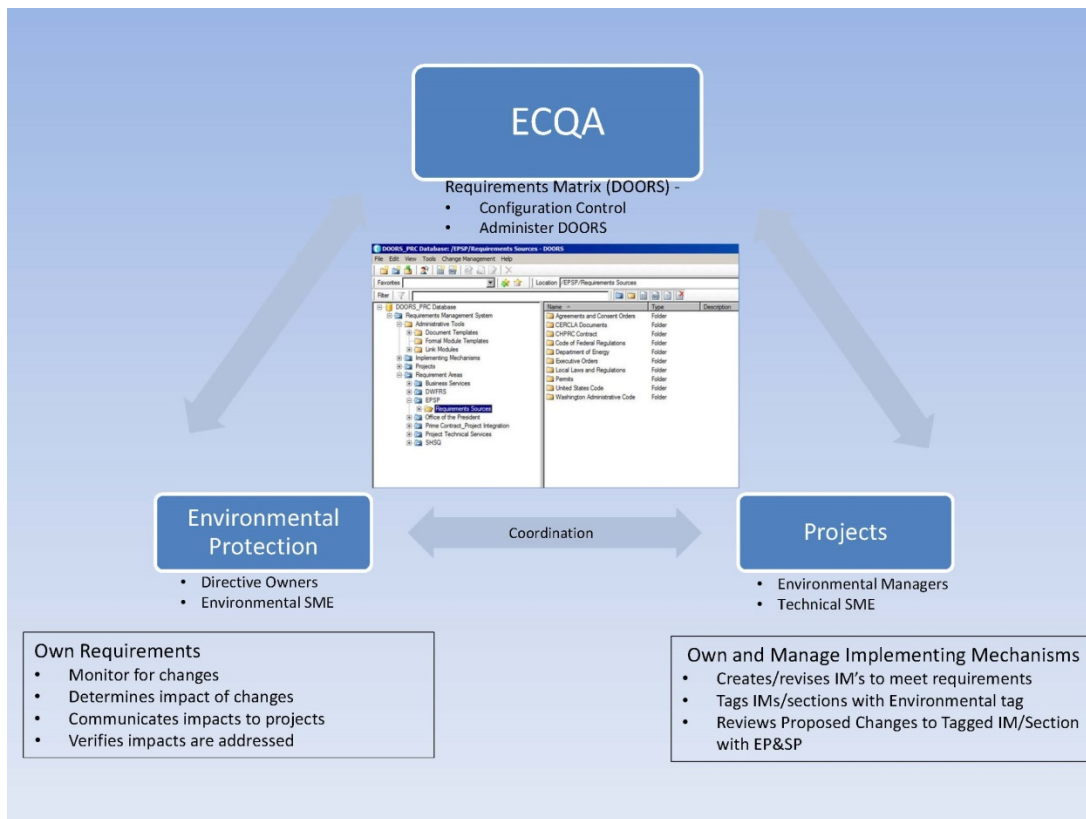 ECQA
Requirements Matrix (DOORS) -
• Configuration Control
• Administer DOORS
DOORS_PRC Database: /EPSP/Requirements Sources - DOORS
File Edit View Tools Change Management Help
Favorites
Location /EPSP/Requirements Sources
Filter
DOORS_PRC Database
Requirements Management System
Administrative Tools
Document Templates
Formal Module Templates
Link Modules
Implementing Mechanisms
Projects
Requirement Areas
Business Services
DWFRS
EPSP
Requirements Sources
Office of the President
Prime Contract_Project Integration
Project Technical Services
SHSG
Name Type Description
Agreements and Consent Orders Folder
CERCLA Documents Folder
CHPRC Contract Folder
Code of Federal Regulations Folder
Department of Energy Folder
Executive Orders Folder
Local Laws and Regulations Folder
Permits Folder
United States Code Folder
Washington Administrative Code Folder
Environmental
Protection
Coordination
Projects
• Directive Owners
• Environmental SME
• Environmental Managers
• Technical SME
Own Requirements
• Monitor for changes
• Determines impact of changes
• Communicates impacts to projects
• Verifies impacts are addressed
Own and Manage Implementing Mechanisms
• Creates/revises IM's to meet requirements
• Tags IMs/sections with Environmental tag
• Reviews Proposed Changes to Tagged IM/Section
with EP&SP